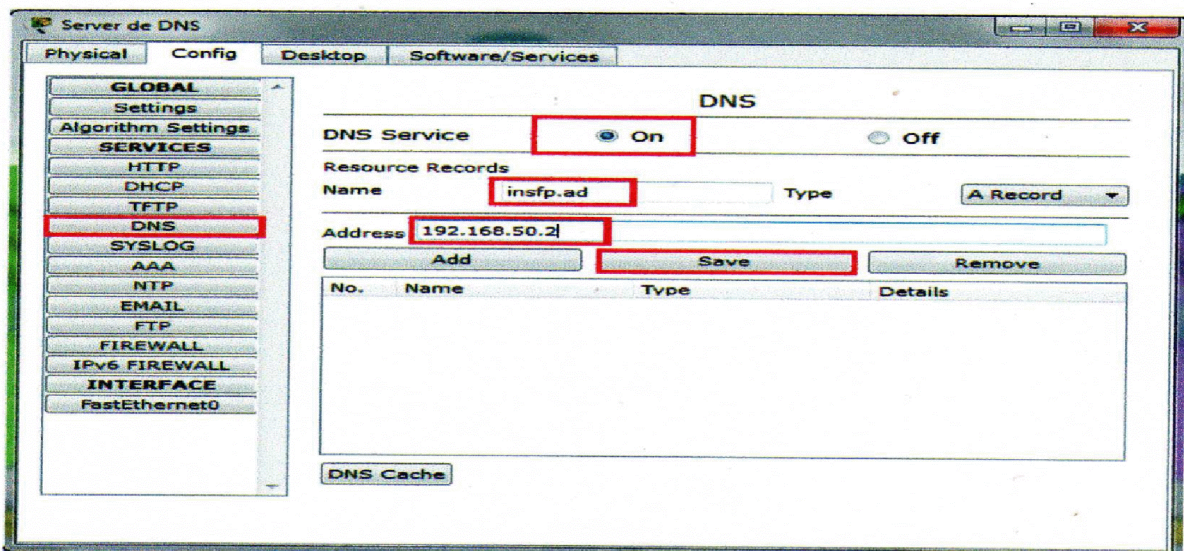 Server de DNS
Physical Config Desktop Software/Services
GLOBAL
Settings
Algorithm Settings
SERVICES
HTTP
DHCP
TFTP
DNS
SYSLOG
AAA
NTP
EMAIL
FTP
FIREWALL
IPv6 FIREWALL
INTERFACE
FastEthernet0
DNS
DNS Service On Off
Resource Records
Name insfp.ad Type A Record
Address 192.168.50.2
Add Save Remove
No. Name Type Details
DNS Cache